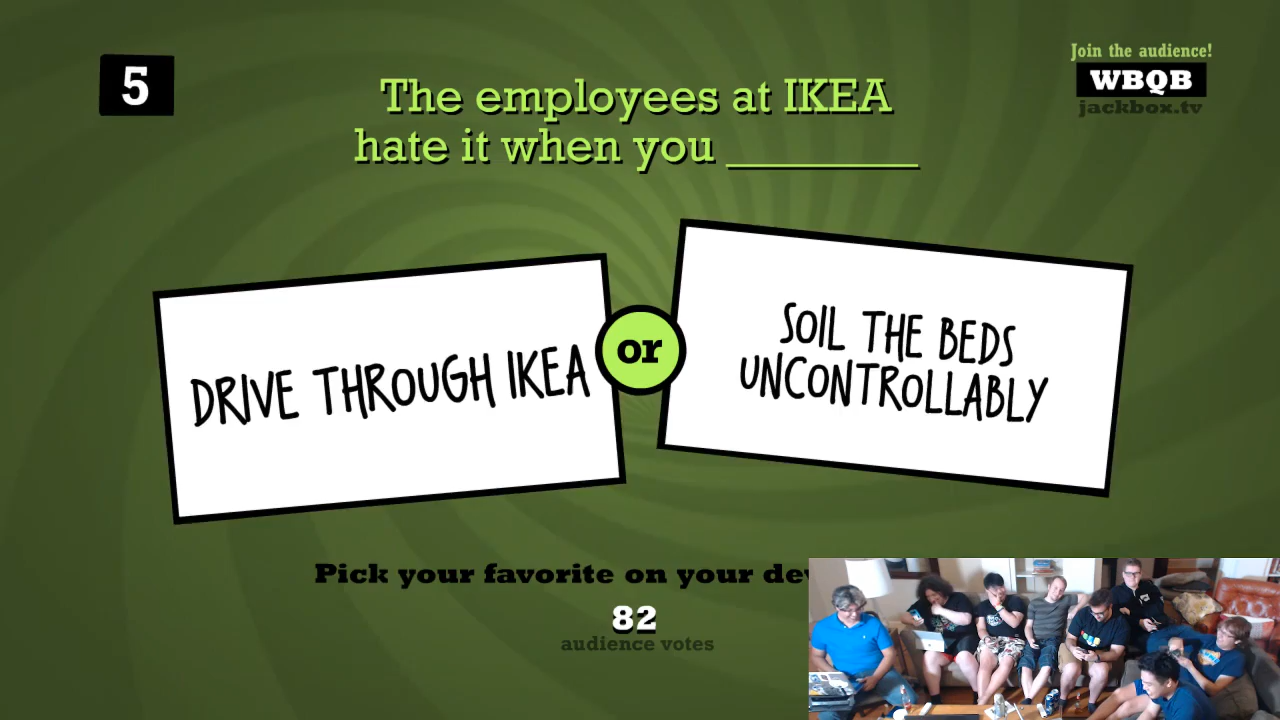 5
The employees at IKEA
hate it when you ________
Join the audience!
WBQB
jackbox.tv
DRIVE THROUGH IKEA
or
SOIL THE BEDS
UNCONTROLLABLY
Pick your favorite on your
82
audience votes